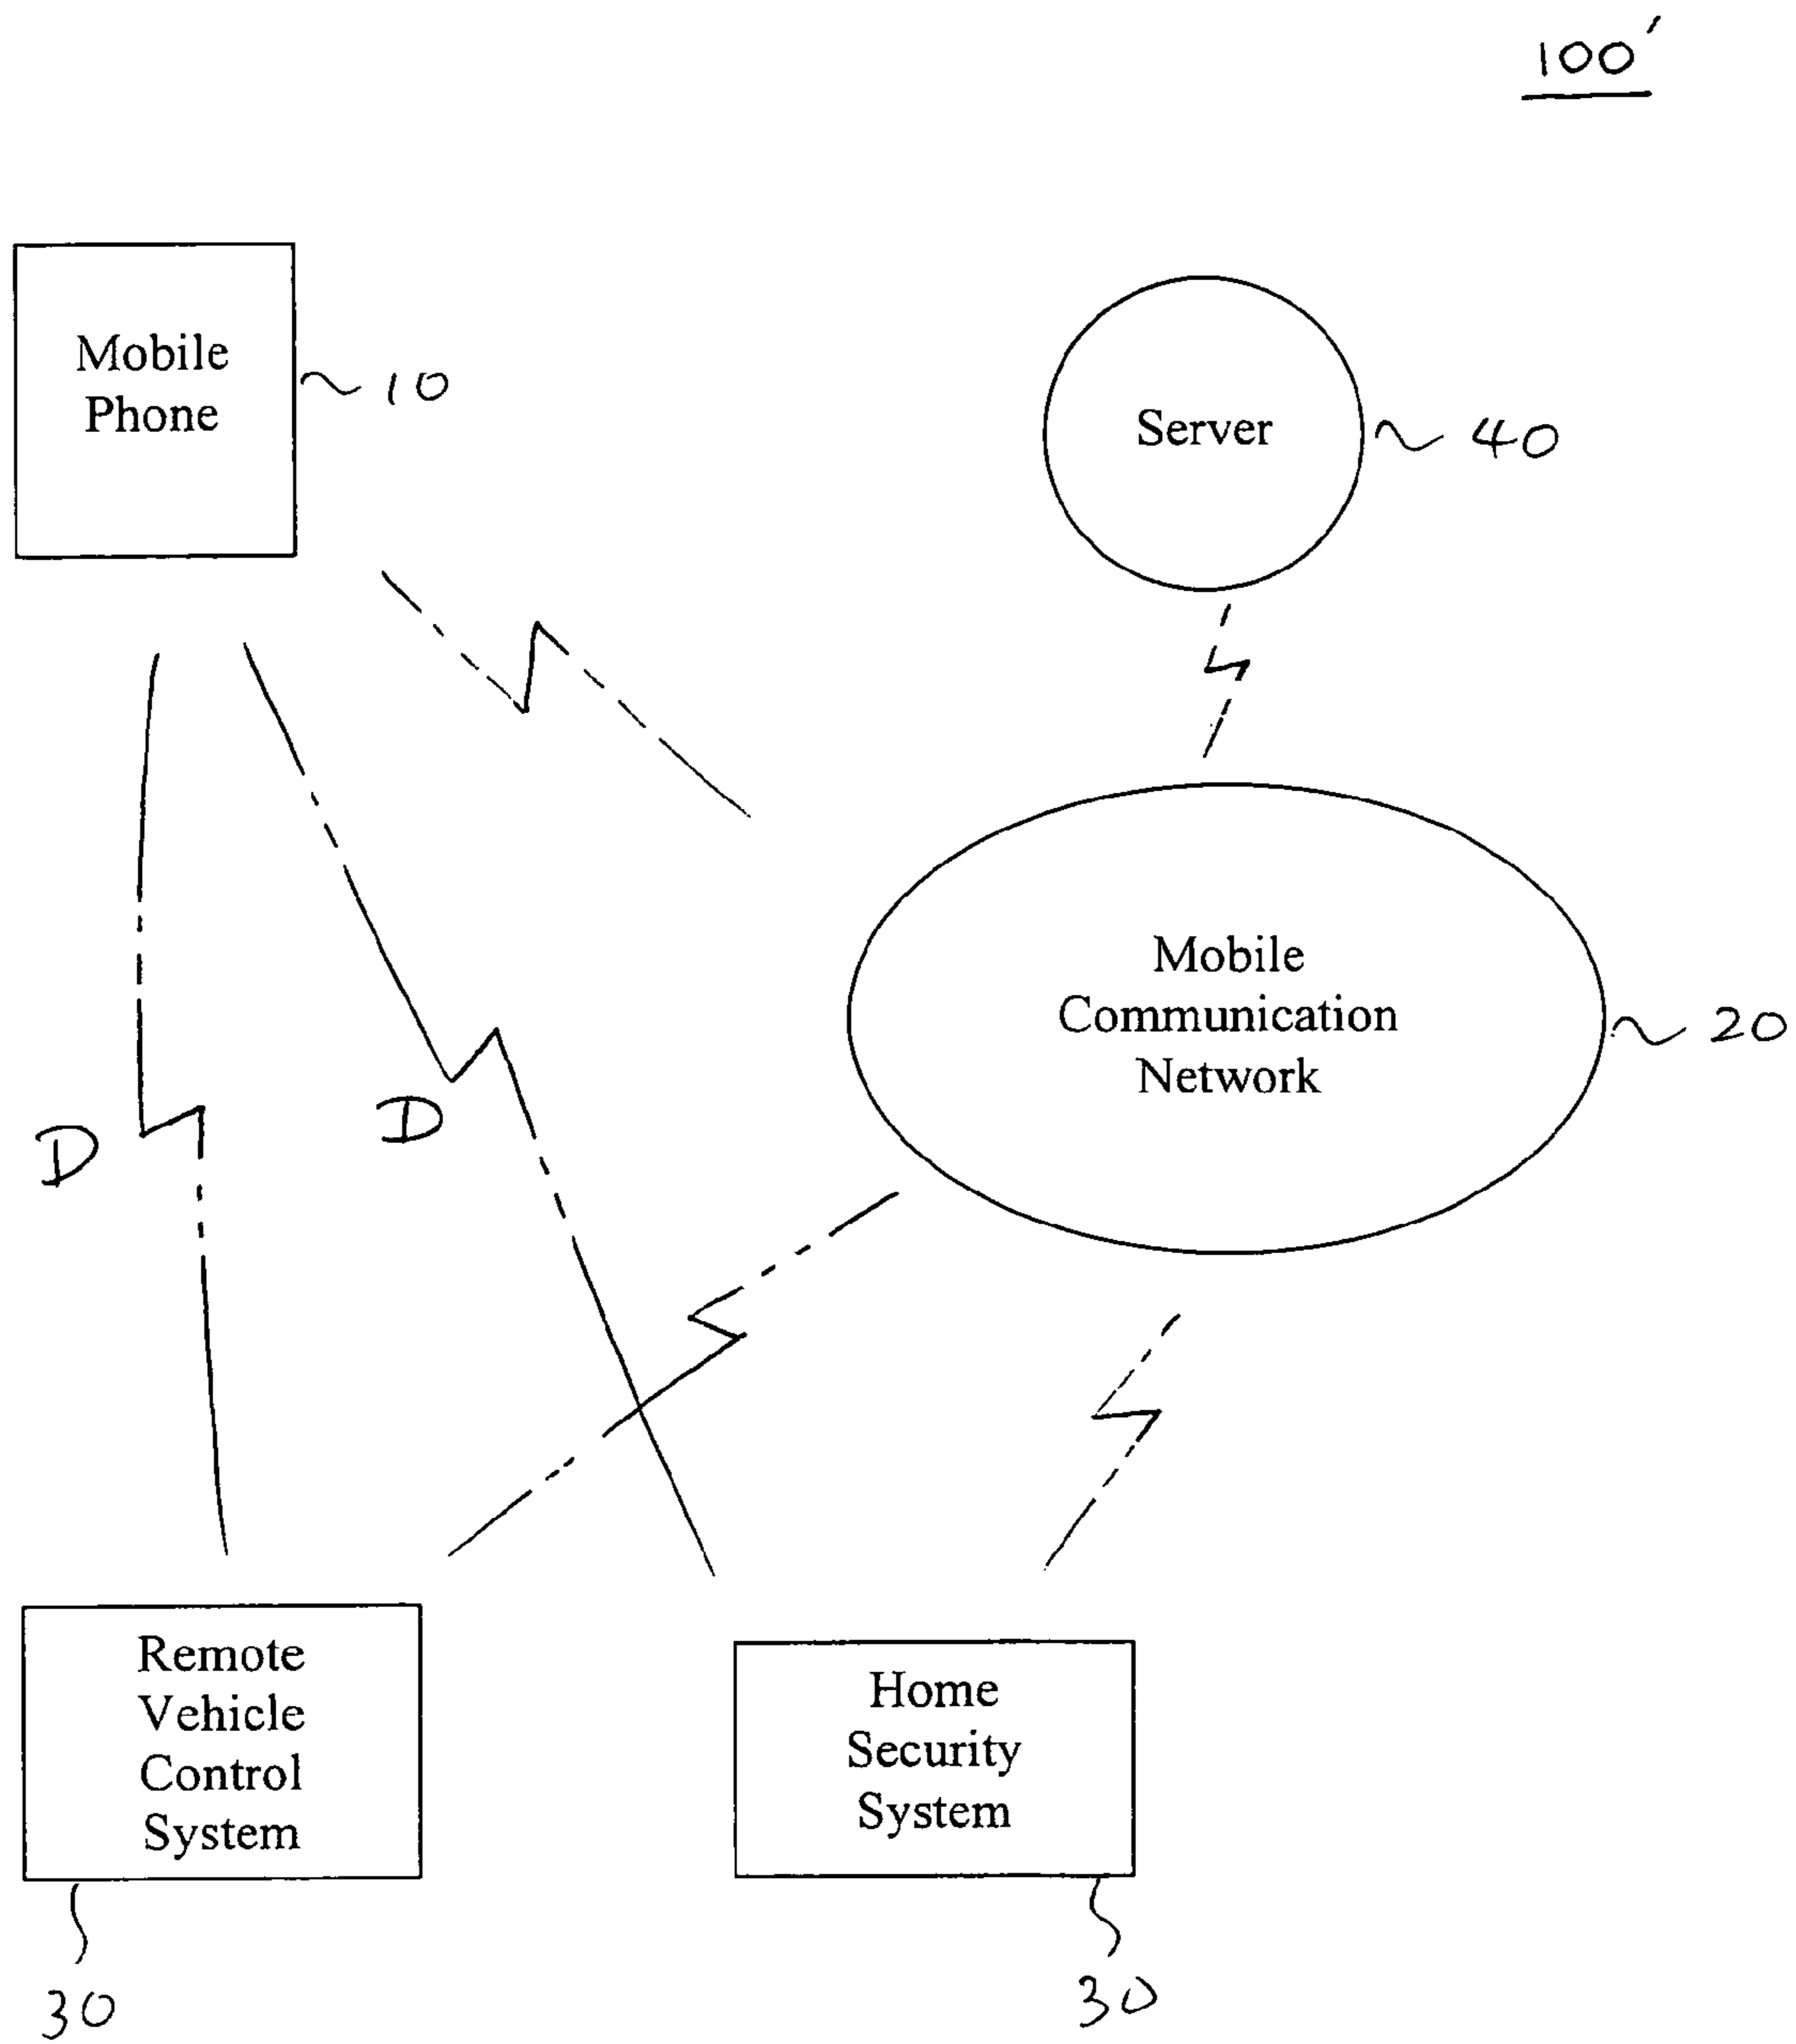 100'
Mobile
Phone
10
Server
40
Mobile
Communication
Network
20
D
D
Remote
Vehicle
Control
System
30
Home
Security
System
30